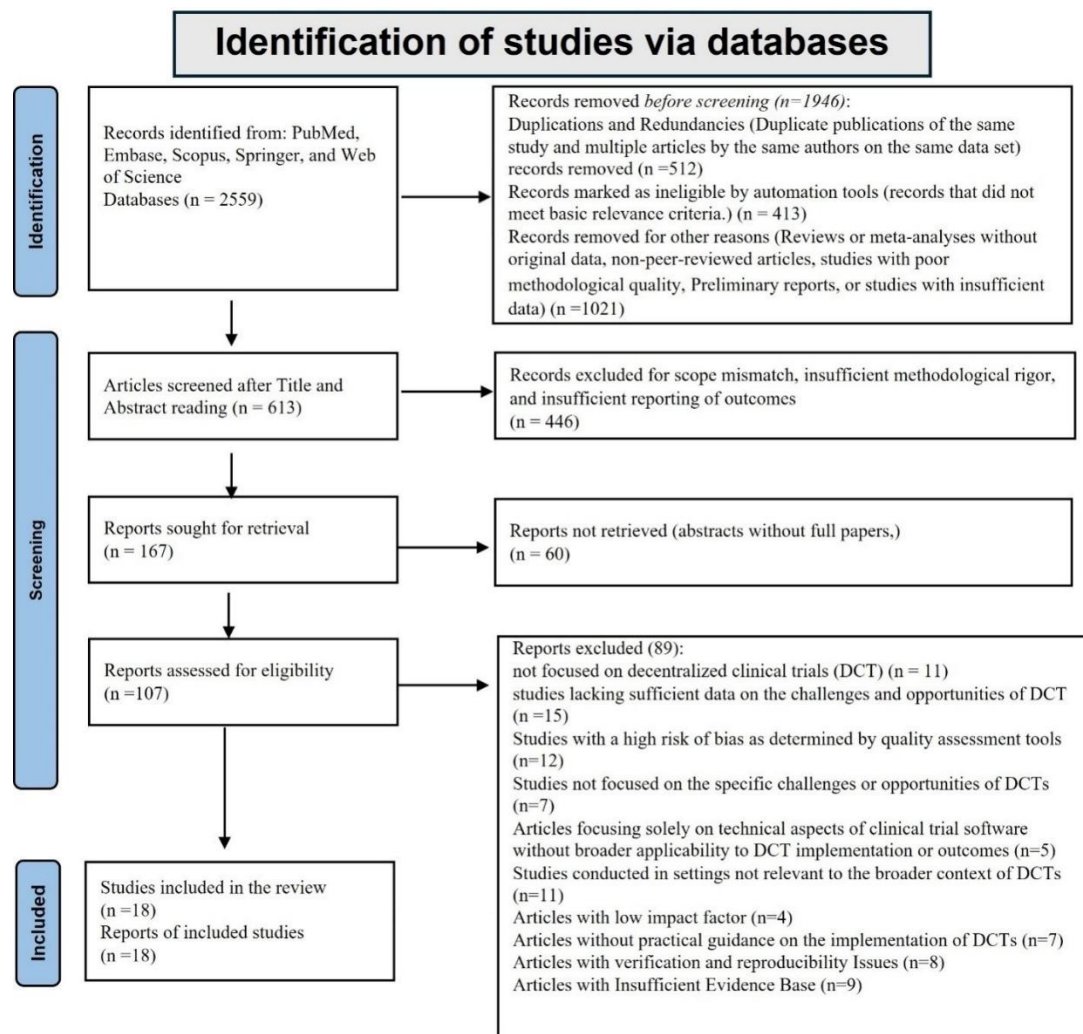 Identification of studies via databases
Identification
Records identified from: PubMed,
Embase, Scopus, Springer, and Web
of Science
Databases (n = 2559)
Records removed before screening (n=1946):
Duplications and Redundancies (Duplicate publications of the same
study and multiple articles by the same authors on the same data set)
records removed (n =512)
Records marked as ineligible by automation tools (records that did not
meet basic relevance criteria.) (n = 413)
Records removed for other reasons (Reviews or meta-analyses without
original data, non-peer-reviewed articles, studies with poor
methodological quality, Preliminary reports, or studies with insufficient
data) (n =1021)
Screening
Articles screened after Title and
Abstract reading (n = 613)
Records excluded for scope mismatch, insufficient methodological rigor,
and insufficient reporting of outcomes
(n = 446)
Reports sought for retrieval
(n = 167)
Reports not retrieved (abstracts without full papers,)
(n = 60)
Reports assessed for eligibility
(n =107)
Reports excluded (89):
not focused on decentralized clinical trials (DCT) (n = 11)
studies lacking sufficient data on the challenges and opportunities of DCT
(n =15)
Studies with a high risk of bias as determined by quality assessment tools
(n=12)
Studies not focused on the specific challenges or opportunities of DCTs
(n=7)
Articles focusing solely on technical aspects of clinical trial software
without broader applicability to DCT implementation or outcomes (n=5)
Studies conducted in settings not relevant to the broader context of DCTs
(n=11)
Articles with low impact factor (n=4)
Articles without practical guidance on the implementation of DCTs (n=7)
Articles with verification and reproducibility Issues (n=8)
Articles with Insufficient Evidence Base (n=9)
Included
Studies included in the review
(n =18)
Reports of included studies
(n =18)